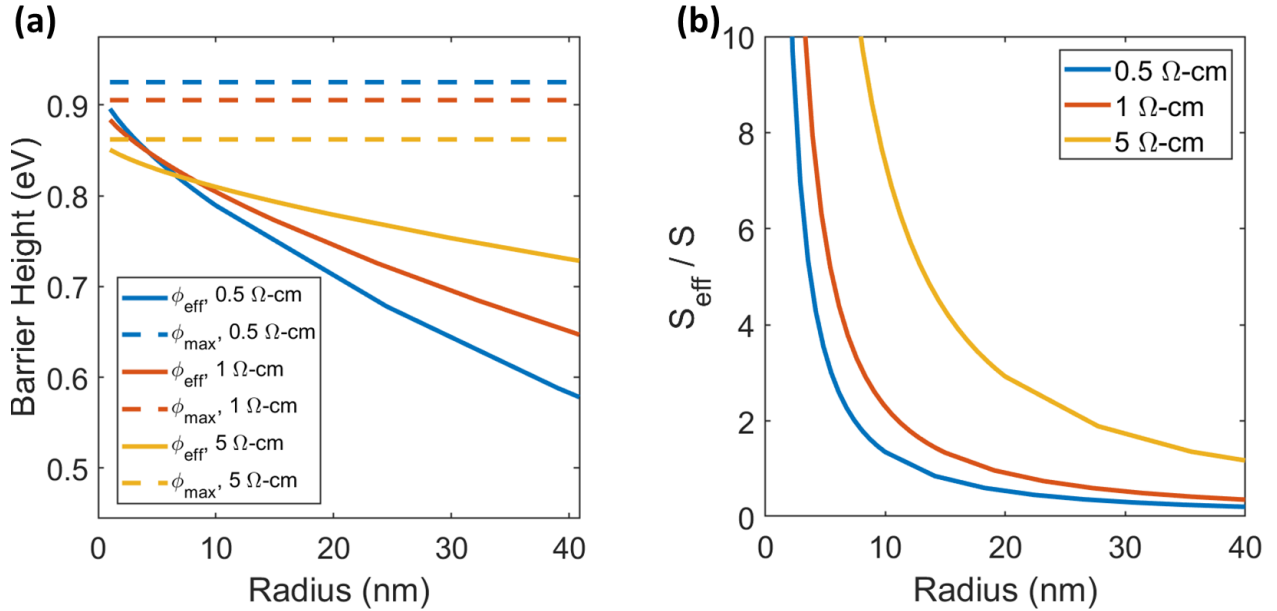 (a)
Barrier Height (eV)
0.9
0.8
0.7
0.6
0.5
ϕeff, 0.5 Ω-cm
ϕmax, 0.5 Ω-cm
ϕeff, 1 Ω-cm
ϕmax, 1 Ω-cm
ϕeff, 5 Ω-cm
ϕmax, 5 Ω-cm
0 10 20 30 40
Radius (nm)
(b)
Seff / S
10
8
6
4
2
0
0.5 Ω-cm
1 Ω-cm
5 Ω-cm
0 10 20 30 40
Radius (nm)